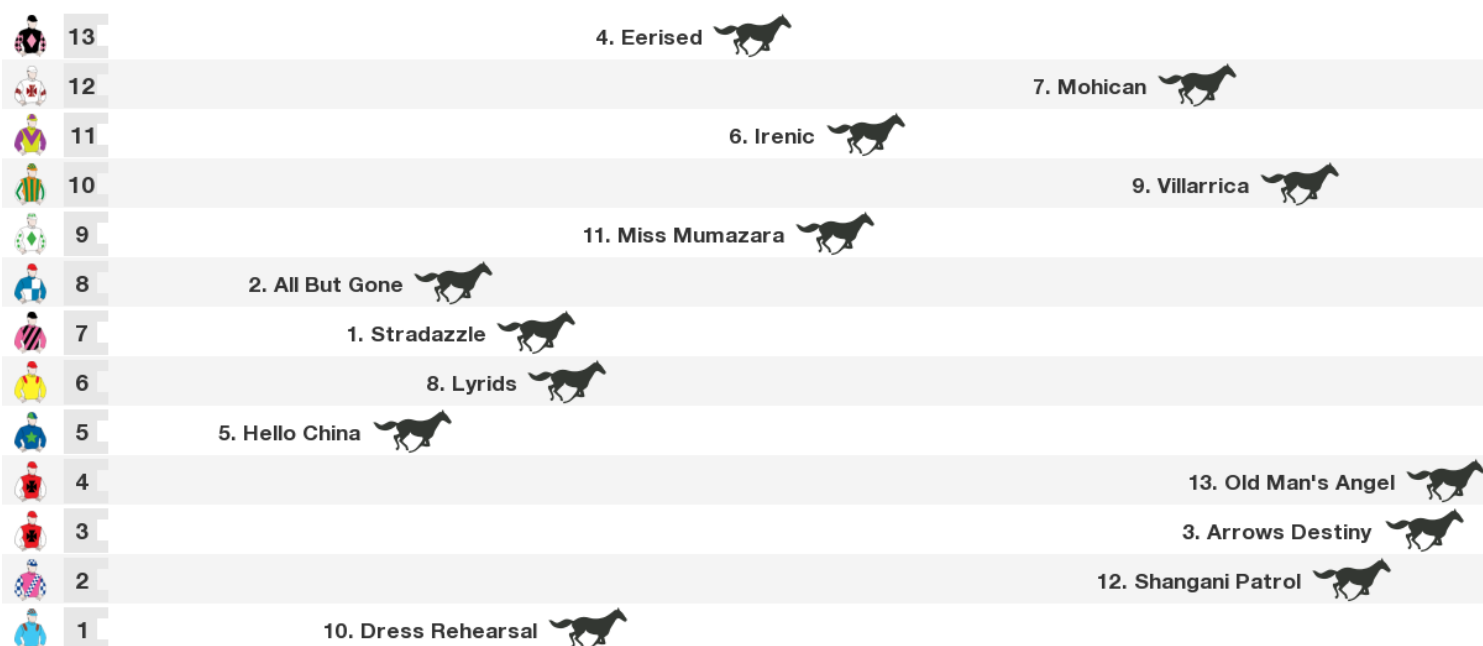 13 4. Eerised
12 7. Mohican
11 6. Irenic
10 9. Villarrica
9 11. Miss Mumazara
8 2. All But Gone
7 1. Stradazzle
6 8. Lyrids
5 5. Hello China
4 13. Old Man's Angel
3 3. Arrows Destiny
2 12. Shangani Patrol
1 10. Dress Rehearsal